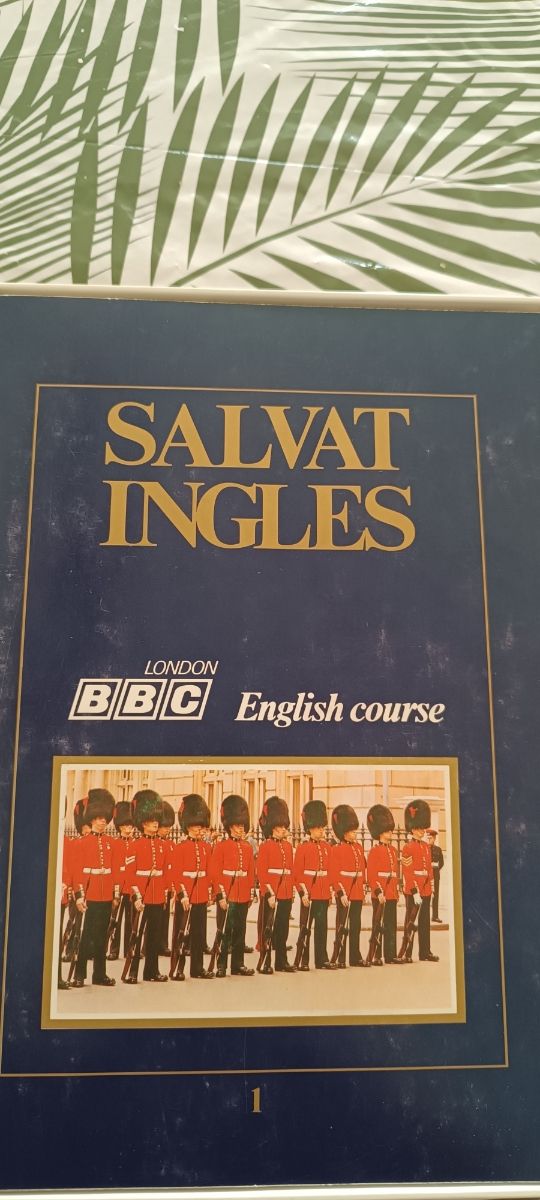 SALVAT
INGLES
LONDON
BBC English course
1